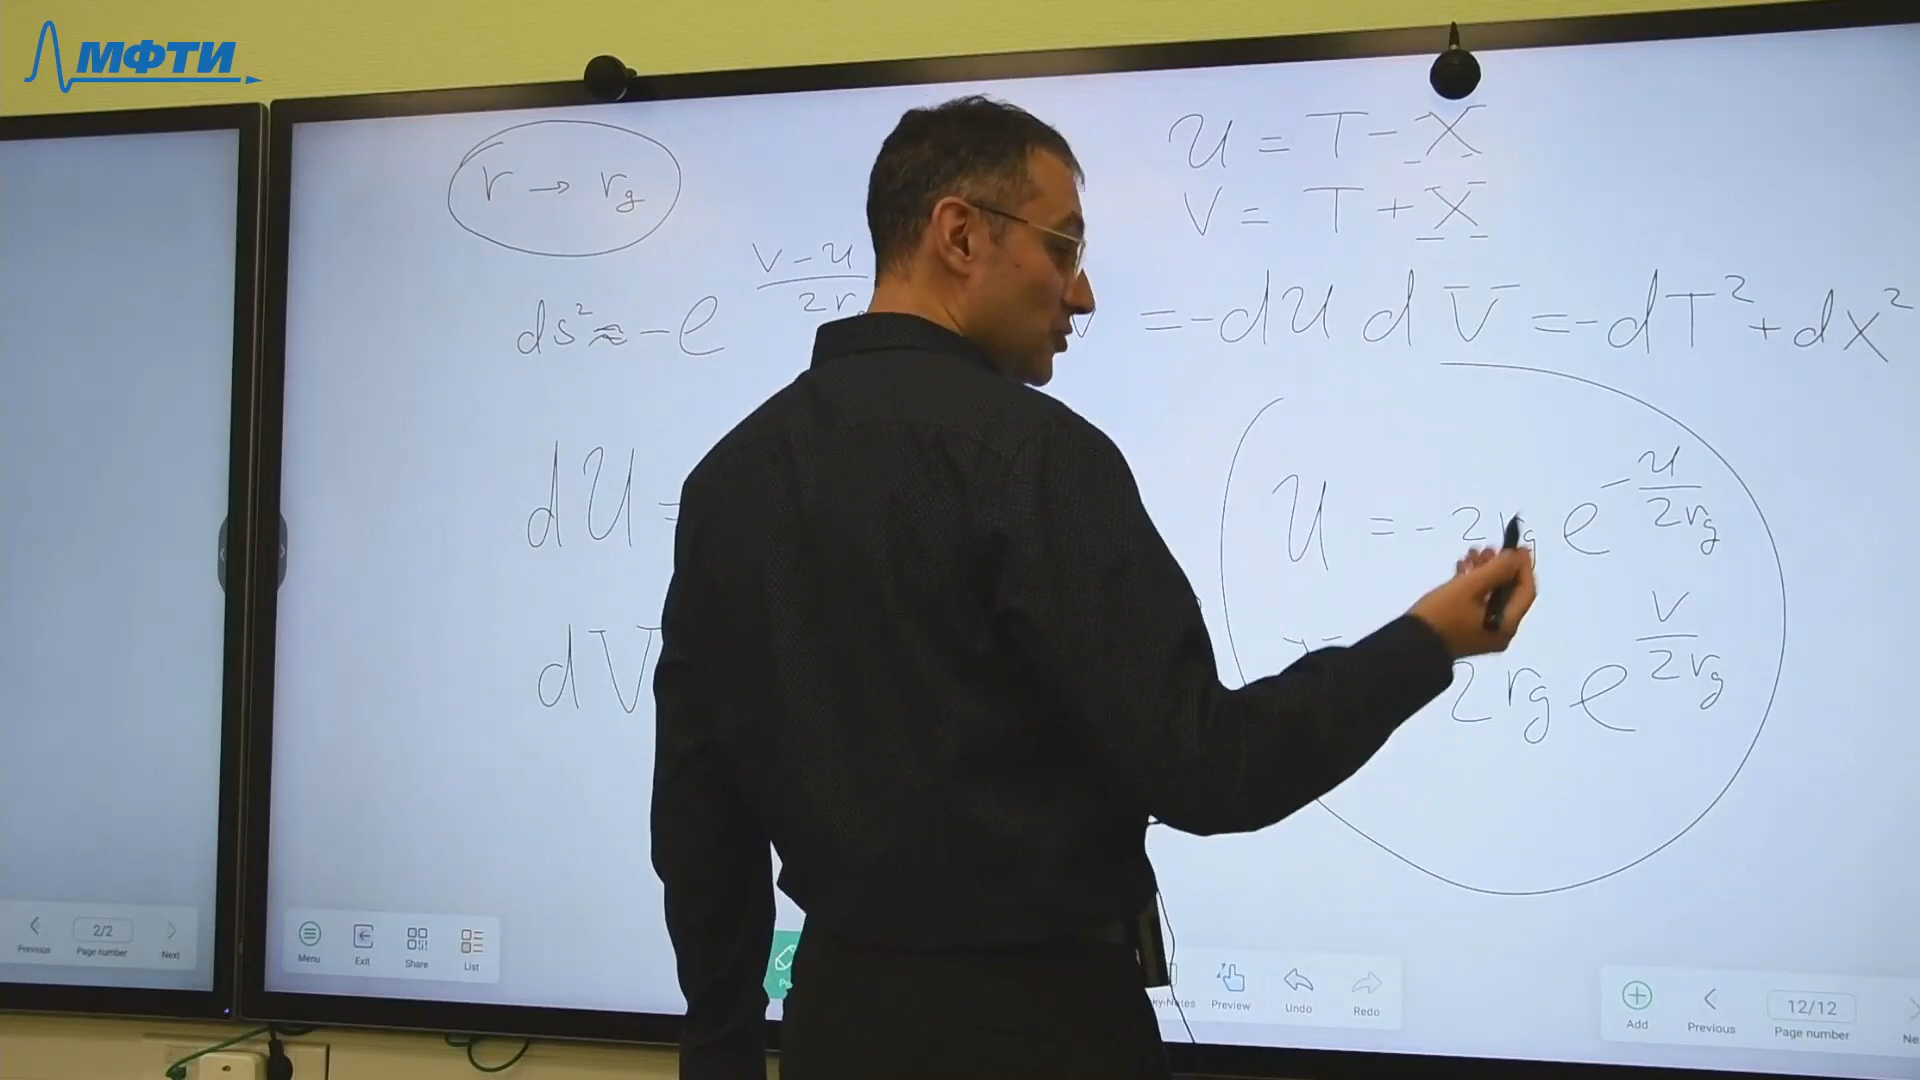 МФТИ
r → r_g
U = T − X
V = T + X
ds² ≈ −e^{(v−u)/2r
v = −dU dV = −dT² + dX²
dU =
U = −2r_g e^{−u/2r_g}
dV
2r_g e^{v/2r_g}
Previous
2/2
Page number
Next
Menu
Exit
Share
List
Preview
Undo
Redo
Add
Previous
12/12
Page number